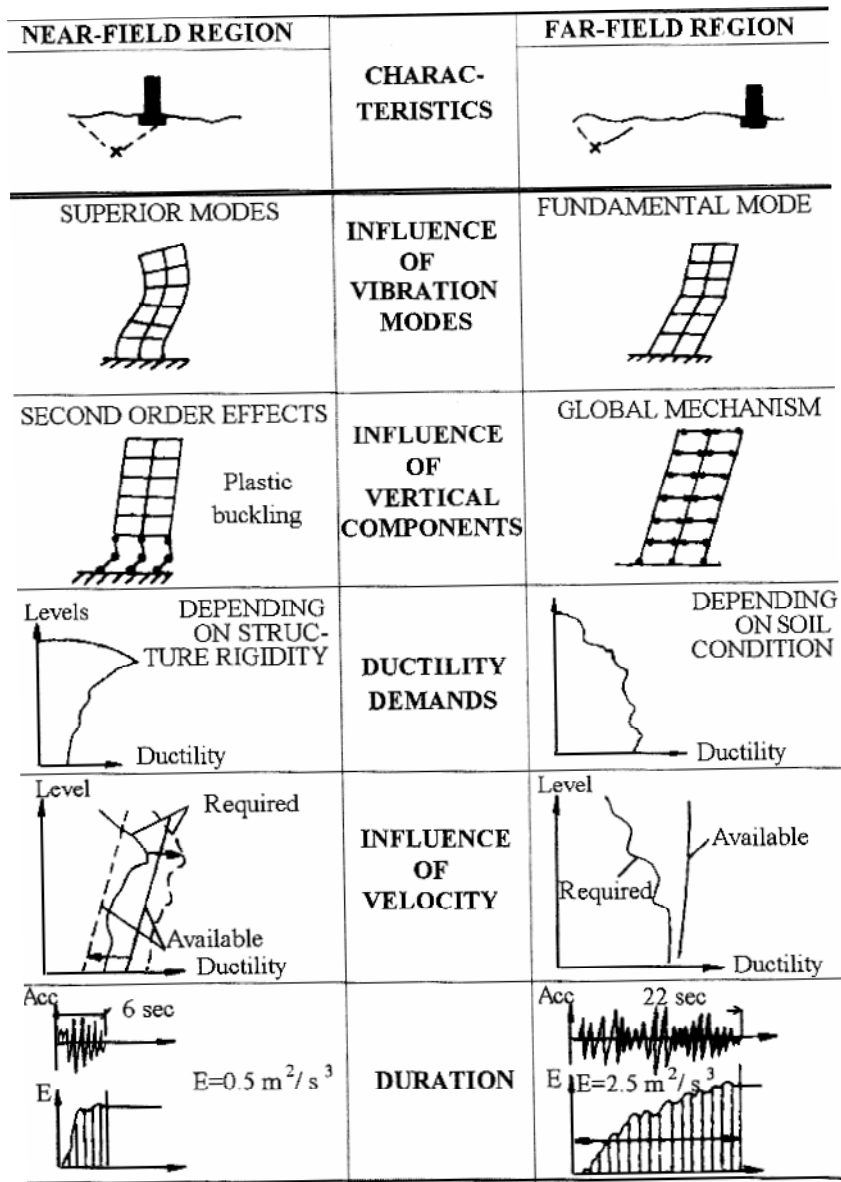 NEAR-FIELD REGION
CHARAC-
TERISTICS
FAR-FIELD REGION
SUPERIOR MODES
INFLUENCE
OF
VIBRATION
MODES
FUNDAMENTAL MODE
SECOND ORDER EFFECTS
Plastic
buckling
INFLUENCE
OF
VERTICAL
COMPONENTS
GLOBAL MECHANISM
Levels
DEPENDING
ON STRUC-
TURE RIGIDITY
Ductility
DUCTILITY
DEMANDS
DEPENDING
ON SOIL
CONDITION
Ductility
Level
Required
Available
Ductility
INFLUENCE
OF
VELOCITY
Level
Available
Required
Ductility
Acc
6 sec
E
E=0.5 m²/ s³
DURATION
Acc
22 sec
E
E=2.5 m²/ s³